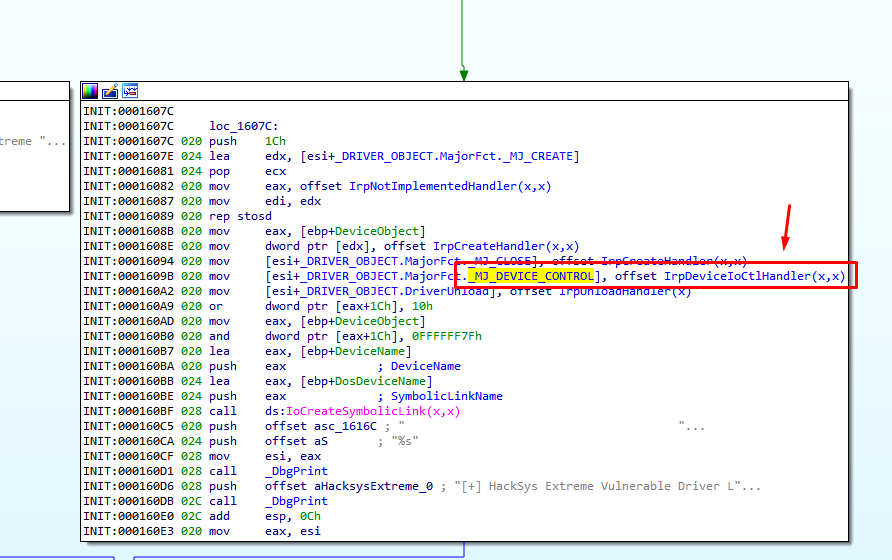 INIT:0001607C
INIT:0001607C loc_1607C:
INIT:0001607C 020 push 1Ch
treme "...
INIT:0001607E 024 lea edx, [esi+_DRIVER_OBJECT.MajorFct._MJ_CREATE]
INIT:00016081 024 pop ecx
INIT:00016082 020 mov eax, offset IrpNotImplementedHandler(x,x)
INIT:00016087 020 mov edi, edx
INIT:00016089 020 rep stosd
INIT:0001608B 020 mov eax, [ebp+DeviceObject]
INIT:0001608E 020 mov dword ptr [edx], offset IrpCreateHandler(x,x)
INIT:00016094 020 mov [esi+_DRIVER_OBJECT.MajorFct._MJ_CLOSE], offset IrpCreateHandler(x,x)
INIT:0001609B 020 mov [esi+_DRIVER_OBJECT.MajorFct._MJ_DEVICE_CONTROL], offset IrpDeviceIoCtlHandler(x,x)
INIT:000160A2 020 mov [esi+_DRIVER_OBJECT.DriverUnload], offset IrpUnloadHandler(x)
INIT:000160A9 020 or dword ptr [eax+1Ch], 10h
INIT:000160AD 020 mov eax, [ebp+DeviceObject]
INIT:000160B0 020 and dword ptr [eax+1Ch], 0FFFFFF7Fh
INIT:000160B7 020 lea eax, [ebp+DeviceName]
INIT:000160BA 020 push eax ; DeviceName
INIT:000160BB 024 lea eax, [ebp+DosDeviceName]
INIT:000160BE 024 push eax ; SymbolicLinkName
INIT:000160BF 028 call ds:IoCreateSymbolicLink(x,x)
INIT:000160C5 020 push offset asc_1616C ; " "...
INIT:000160CA 024 push offset aS ; "%s"
INIT:000160CF 028 mov esi, eax
INIT:000160D1 028 call _DbgPrint
INIT:000160D6 028 push offset aHacksysExtreme_0 ; "[+] HackSys Extreme Vulnerable Driver L"...
INIT:000160DB 02C call _DbgPrint
INIT:000160E0 02C add esp, 0Ch
INIT:000160E3 020 mov eax, esi